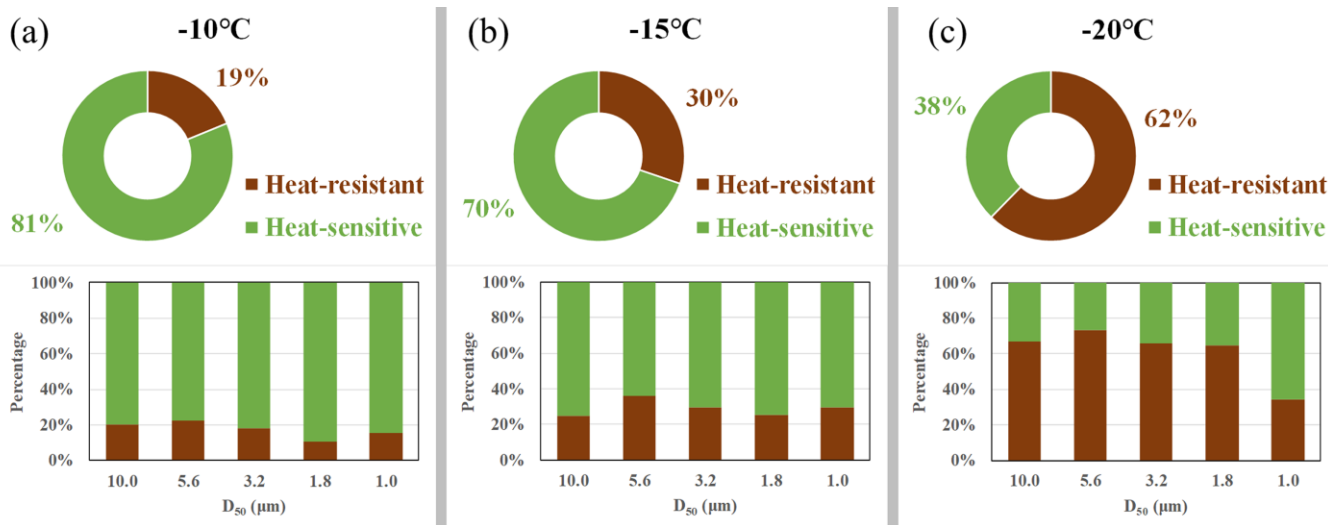 (a)
-10°C
19%
81%
Heat-resistant
Heat-sensitive
100%
80%
60%
40%
20%
0%
Percentage
10.0 5.6 3.2 1.8 1.0
D50 (μm)
(b)
-15°C
30%
70%
Heat-resistant
Heat-sensitive
100%
80%
60%
40%
20%
0%
Percentage
10.0 5.6 3.2 1.8 1.0
D50 (μm)
(c)
-20°C
38%
62%
Heat-resistant
Heat-sensitive
100%
80%
60%
40%
20%
0%
Percentage
10.0 5.6 3.2 1.8 1.0
D50 (μm)